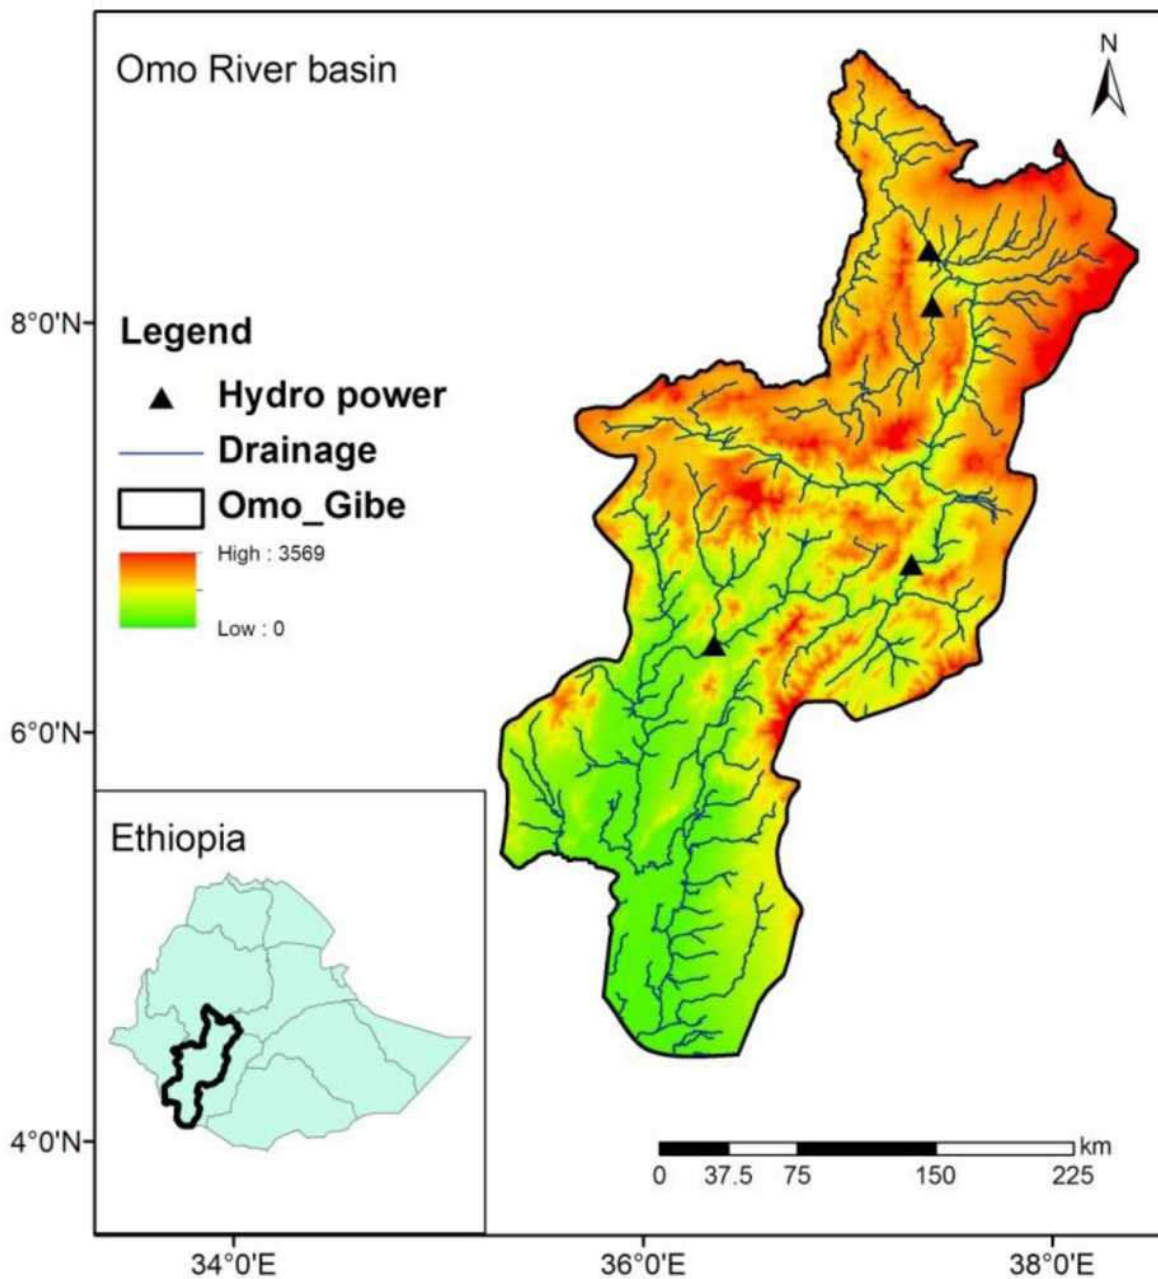 Omo River basin
N
8°0'N
Legend
Hydro power
Drainage
Omo_Gibe
High : 3569
Low : 0
6°0'N
Ethiopia
4°0'N
km
0 37.5 75 150 225
34°0'E 36°0'E 38°0'E